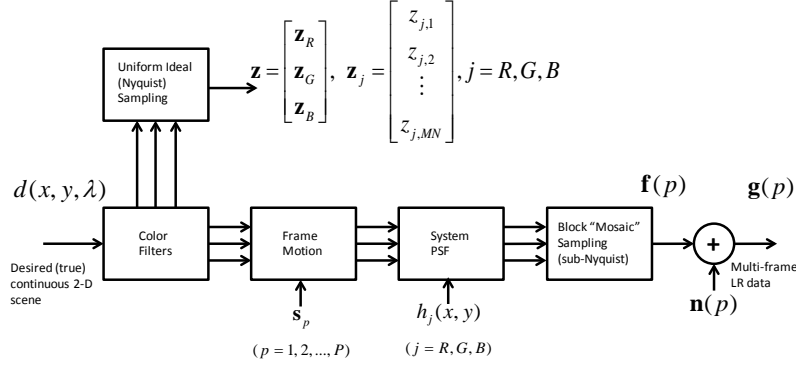 Uniform Ideal
(Nyquist)
Sampling
z = [z_R z_G z_B], z_j = [z_{j,1} z_{j,2} ⋮ z_{j,MN}], j = R, G, B
d(x, y, λ)
f(p)
g(p)
Color
Filters
Frame
Motion
System
PSF
Block “Mosaic”
Sampling
(sub-Nyquist)
+
Desired (true)
continuous 2-D
scene
Multi-frame
LR data
s_p
h_j(x, y)
n(p)
(p = 1, 2, ..., P)
(j = R, G, B)